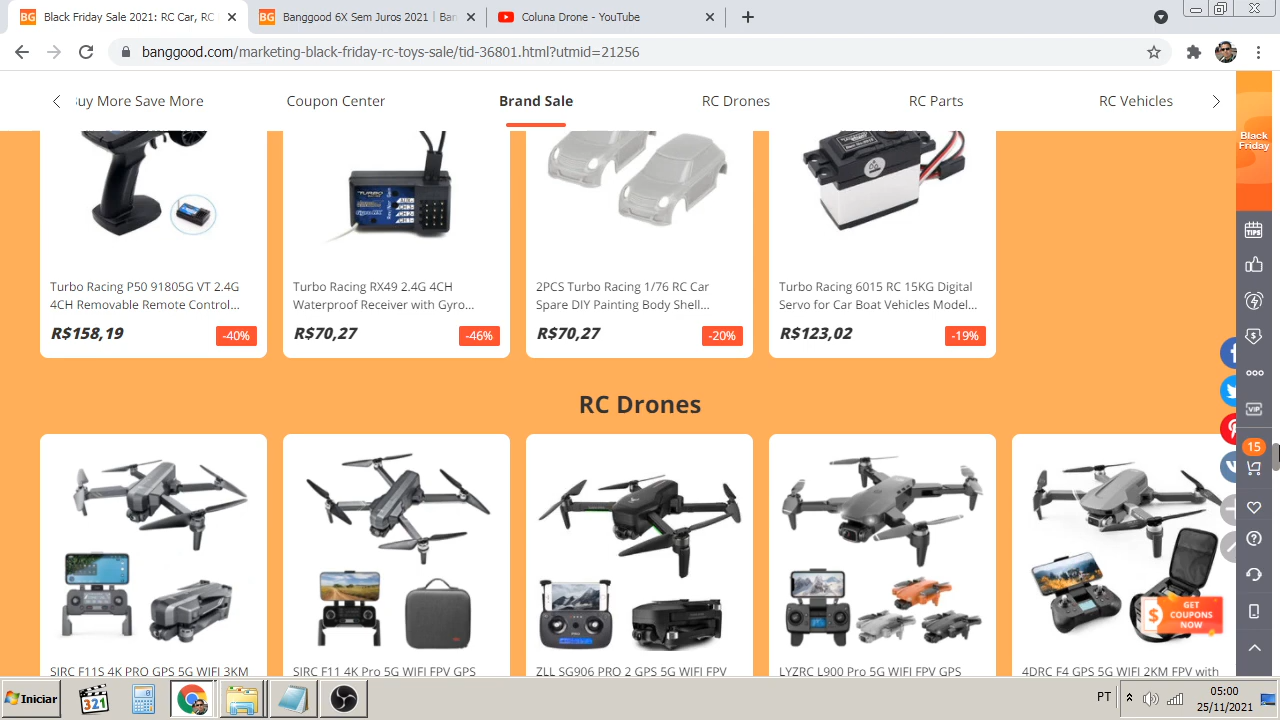 Black Friday Sale 2021: RC Car, RC
Banggood 6X Sem Juros 2021 | Ban
Coluna Drone - YouTube
banggood.com/marketing-black-friday-rc-toys-sale/tid-36801.html?utmid=21256
Buy More Save More
Coupon Center
Brand Sale
RC Drones
RC Parts
RC Vehicles
Black
Friday
TIPS
VIP
15
Turbo Racing P50 91805G VT 2.4G
4CH Removable Remote Control...
R$158,19
-40%
Turbo Racing RX49 2.4G 4CH
Waterproof Receiver with Gyro...
R$70,27
-46%
2PCS Turbo Racing 1/76 RC Car
Spare DIY Painting Body Shell...
R$70,27
-20%
Turbo Racing 6015 RC 15KG Digital
Servo for Car Boat Vehicles Model...
R$123,02
-19%
RC Drones
GET
COUPONS
NOW
SJRC F11S 4K PRO GPS 5G WIFI 3KM
SJRC F11 4K Pro 5G WIFI FPV GPS
ZLL SG906 PRO 2 GPS 5G WIFI FPV
LYZRC L900 Pro 5G WIFI FPV GPS
4DRC F4 GPS 5G WIFI 2KM FPV with
Iniciar
321
PT
05:00
25/11/2021